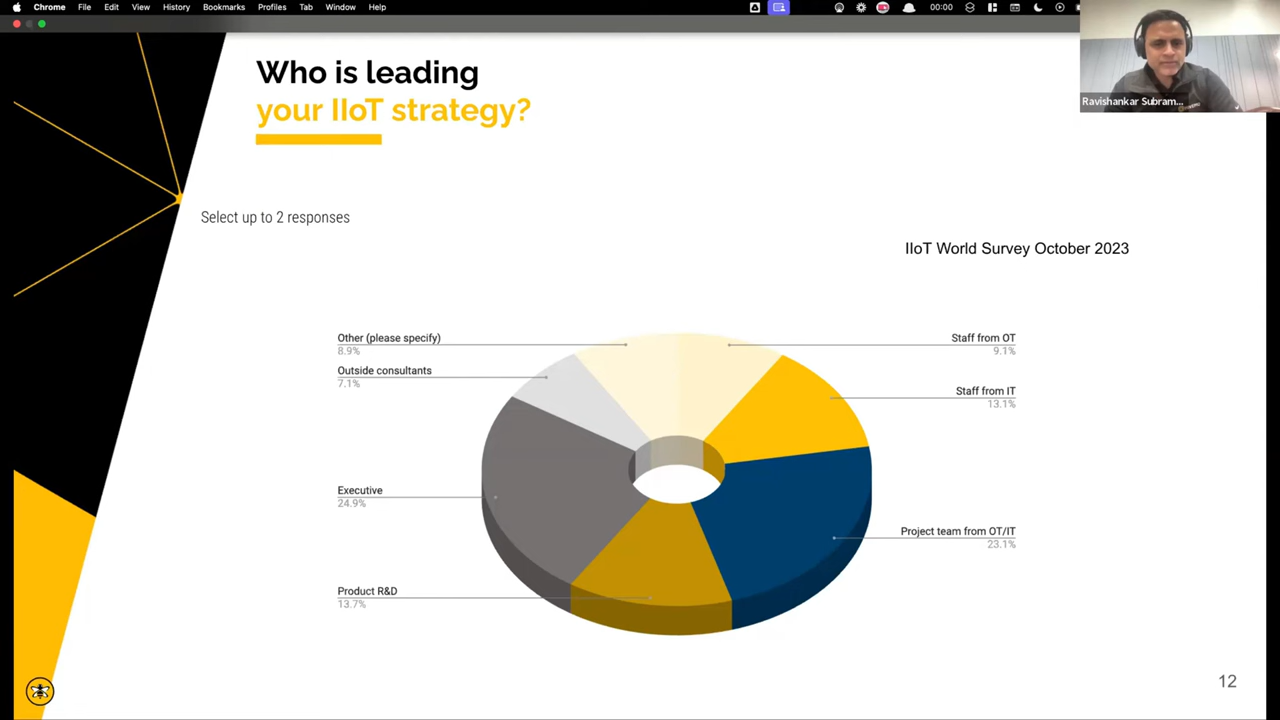 Chrome File Edit View History Bookmarks Profiles Tab Window Help 00:00
Ravishankar Subram...
Who is leading
your IIoT strategy?
Select up to 2 responses
IIoT World Survey October 2023
Other (please specify)
8.9%
Outside consultants
7.1%
Executive
24.9%
Product R&D
13.7%
Staff from OT
9.1%
Staff from IT
13.1%
Project team from OT/IT
23.1%
12